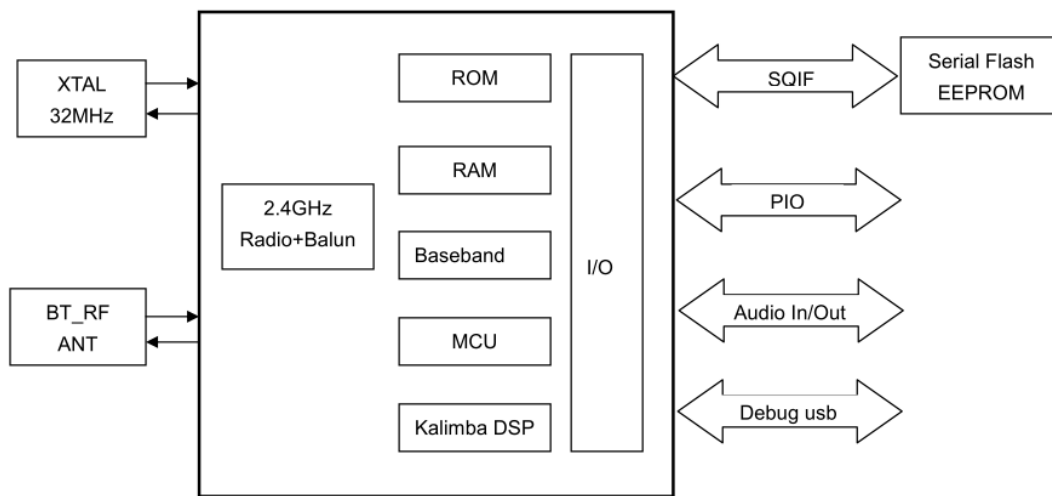 XTAL
32MHz
BT_RF
ANT
2.4GHz
Radio+Balun
ROM
RAM
Baseband
MCU
Kalimba DSP
I/O
SQIF
PIO
Audio In/Out
Debug usb
Serial Flash
EEPROM